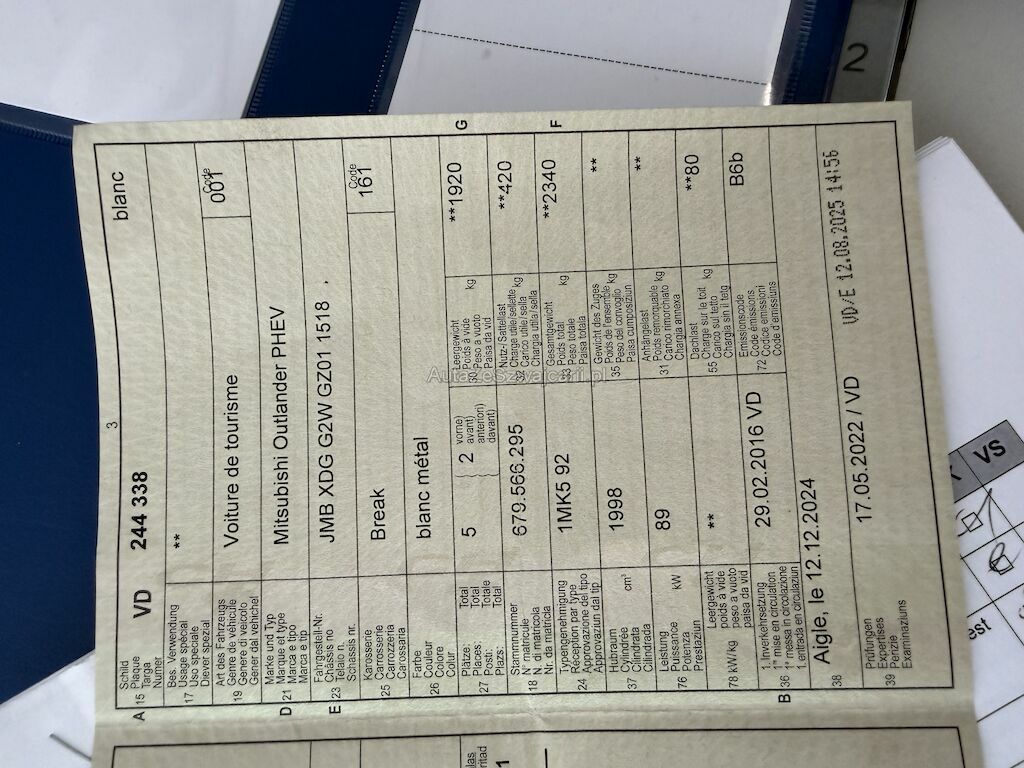 2
3
blanc
A 15
Schild
Plaque
Targa
Numer
VD 244 338
17
Bes. Verwendung
Usage spécial
Uso speciale
Diever spezial
**
19
Art des Fahrzeugs
Genre de véhicule
Genere di veicolo
Gener da vehichel
Voiture de tourisme
Code
001
D 21
Marke und Typ
Marque et type
Marca e tipo
Marca e tip
Mitsubishi Outlander PHEV
E 23
Fahrgestell-Nr.
Châssis no
Telaio n.
Schassis nr.
JMB XDG G2W GZ01 1518
25
Karosserie
Carrosserie
Carrozzeria
Carossaria
Break
Code
161
26
Farbe
Couleur
Colore
Colur
blanc métal
27
Plätze: Total
Places: Total
Posti: Totale
Plazs: Total
5
2
vorne)
avant)
anteriori)
davant)
G
30
Leergewicht
Poids à vide
Peso a vuoto
Paisa da vid
kg
**1920
18
Stammnummer
N° matricule
N. di matricola
Nr. da matricla
679.566.295
32
Nutz-/Sattellast
Charge utile/sellette
Carico utile/sella
Chargia utila/sella
kg
**420
24
Typengenehmigung
Réception par type
Approvazione del tipo
Approvaziun dal tip
1MK5 92
F
33
Gesamtgewicht
Poids total
Peso totale
Paisa totala
kg
**2340
37
Hubraum
Cylindrée
Cilindrata
Cilindrada
cm³
1998
35
Gewicht des Zuges
Poids de l'ensemble
Peso del convoglio
Paisa cumposiziun
kg
**
76
Leistung
Puissance
Potenza
Prestaziun
kW
89
31
Anhängelast
Poids remorquable
Carico rimorchiato
Chargia annexa
kg
**
78 kW/kg
Leergewicht
poids à vide
peso a vuoto
paisa da vid
**
55
Dachlast
Charge sur le toit
Carico sul tetto
Chargia sin il tetg
kg
**80
B 36
1. Inverkehrsetzung
1re mise en circulation
1a messa in circolazione
1. entrada en circulaziun
29.02.2016 VD
72
Emissionscode
Code émissions
Codice emissioni
Code d'emissiuns
B6b
38
Aigle, le 12.12.2024
39
Prüfungen
Expertises
Perizie
Examinaziuns
17.05.2022 / VD
VD/E 12.08.2025 14:56
AutazeSzwajcarii.pl
VS
est